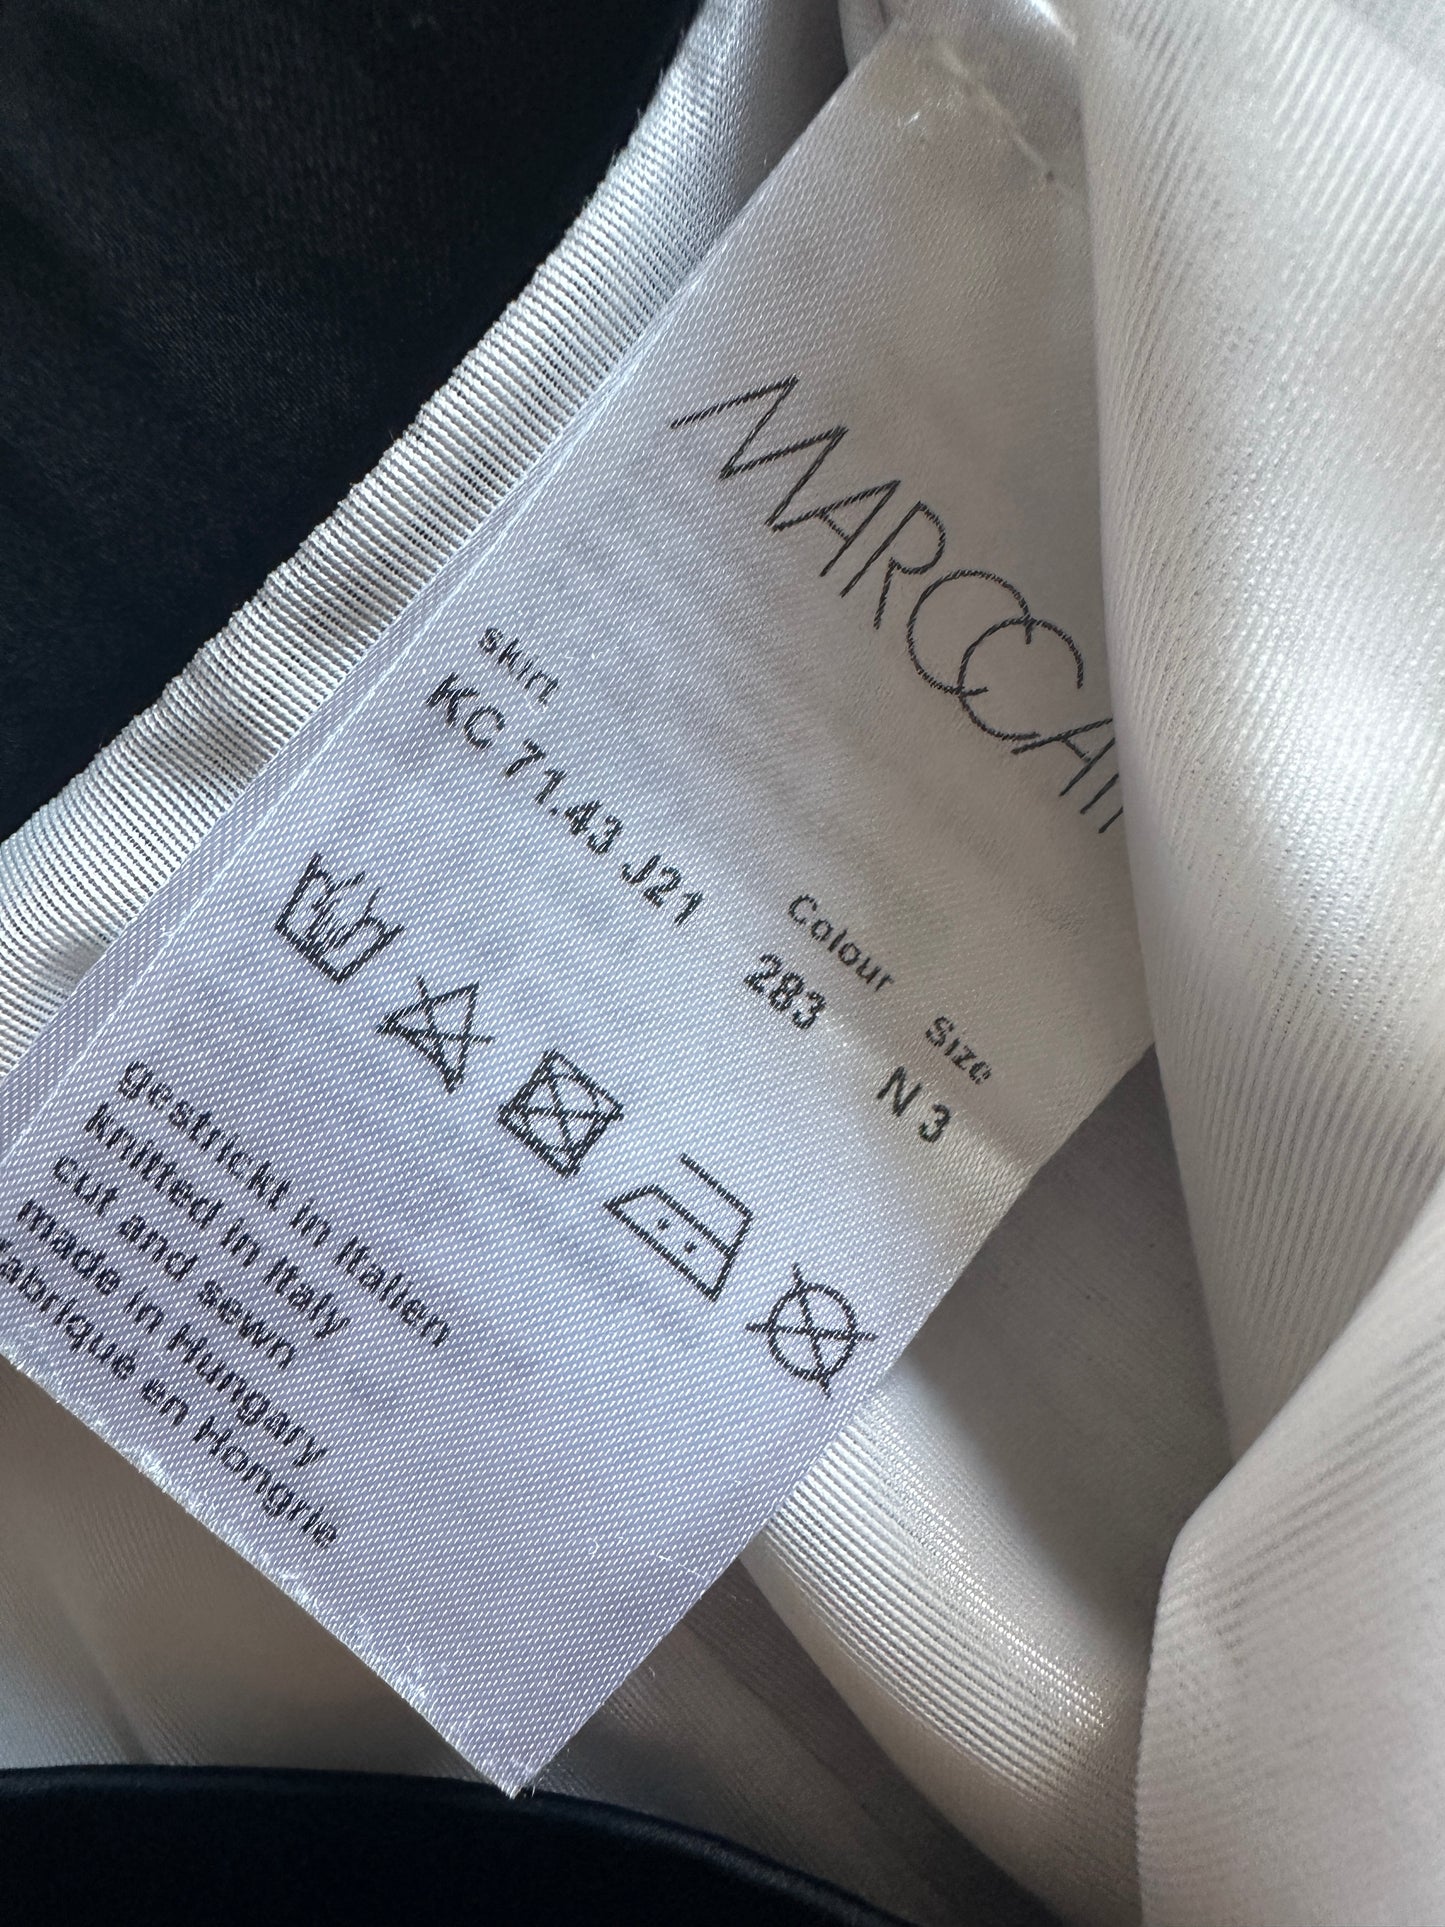 MARCCAI
skirt Colour Size
KC 71.43 J21 283 N 3
gestrickt in Italien
knitted in Italy
cut and sewn
made in Hungary
fabriqué en Hongrie